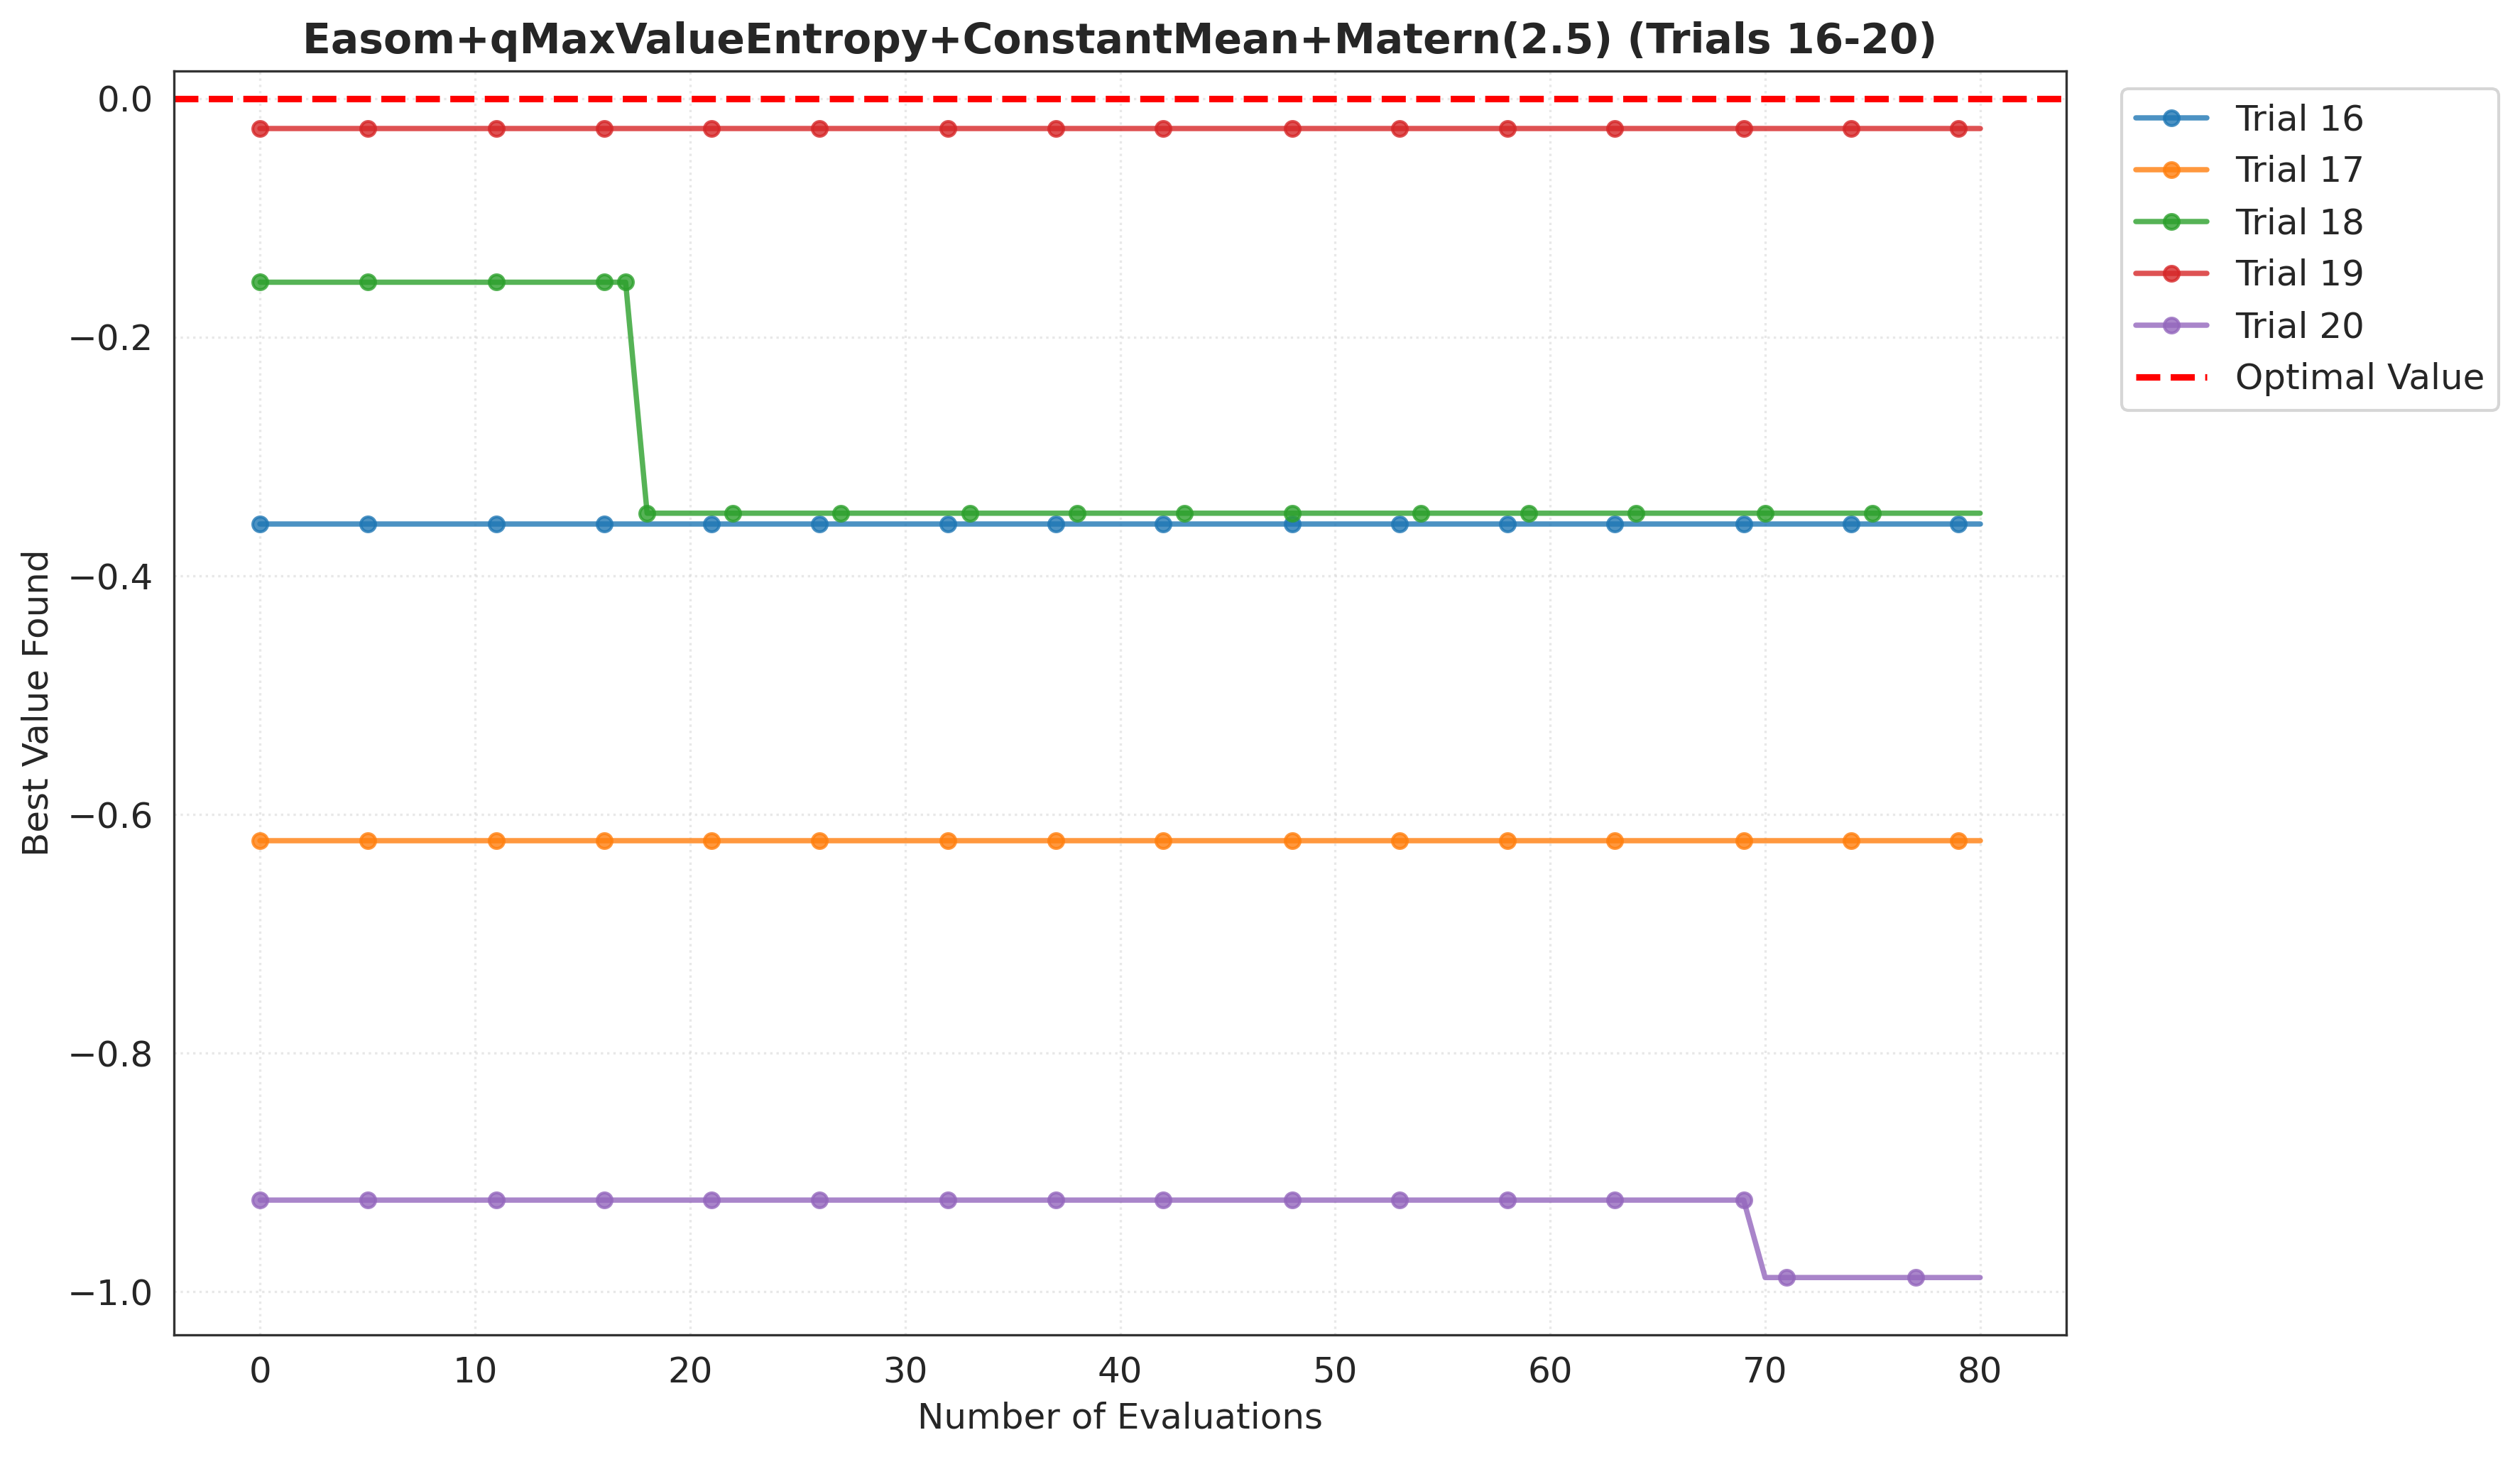 Easom+qMaxValueEntropy+ConstantMean+Matern(2.5) (Trials 16-20)
Best Value Found
0.0
−0.2
−0.4
−0.6
−0.8
−1.0
0 10 20 30 40 50 60 70 80
Number of Evaluations
Trial 16
Trial 17
Trial 18
Trial 19
Trial 20
Optimal Value